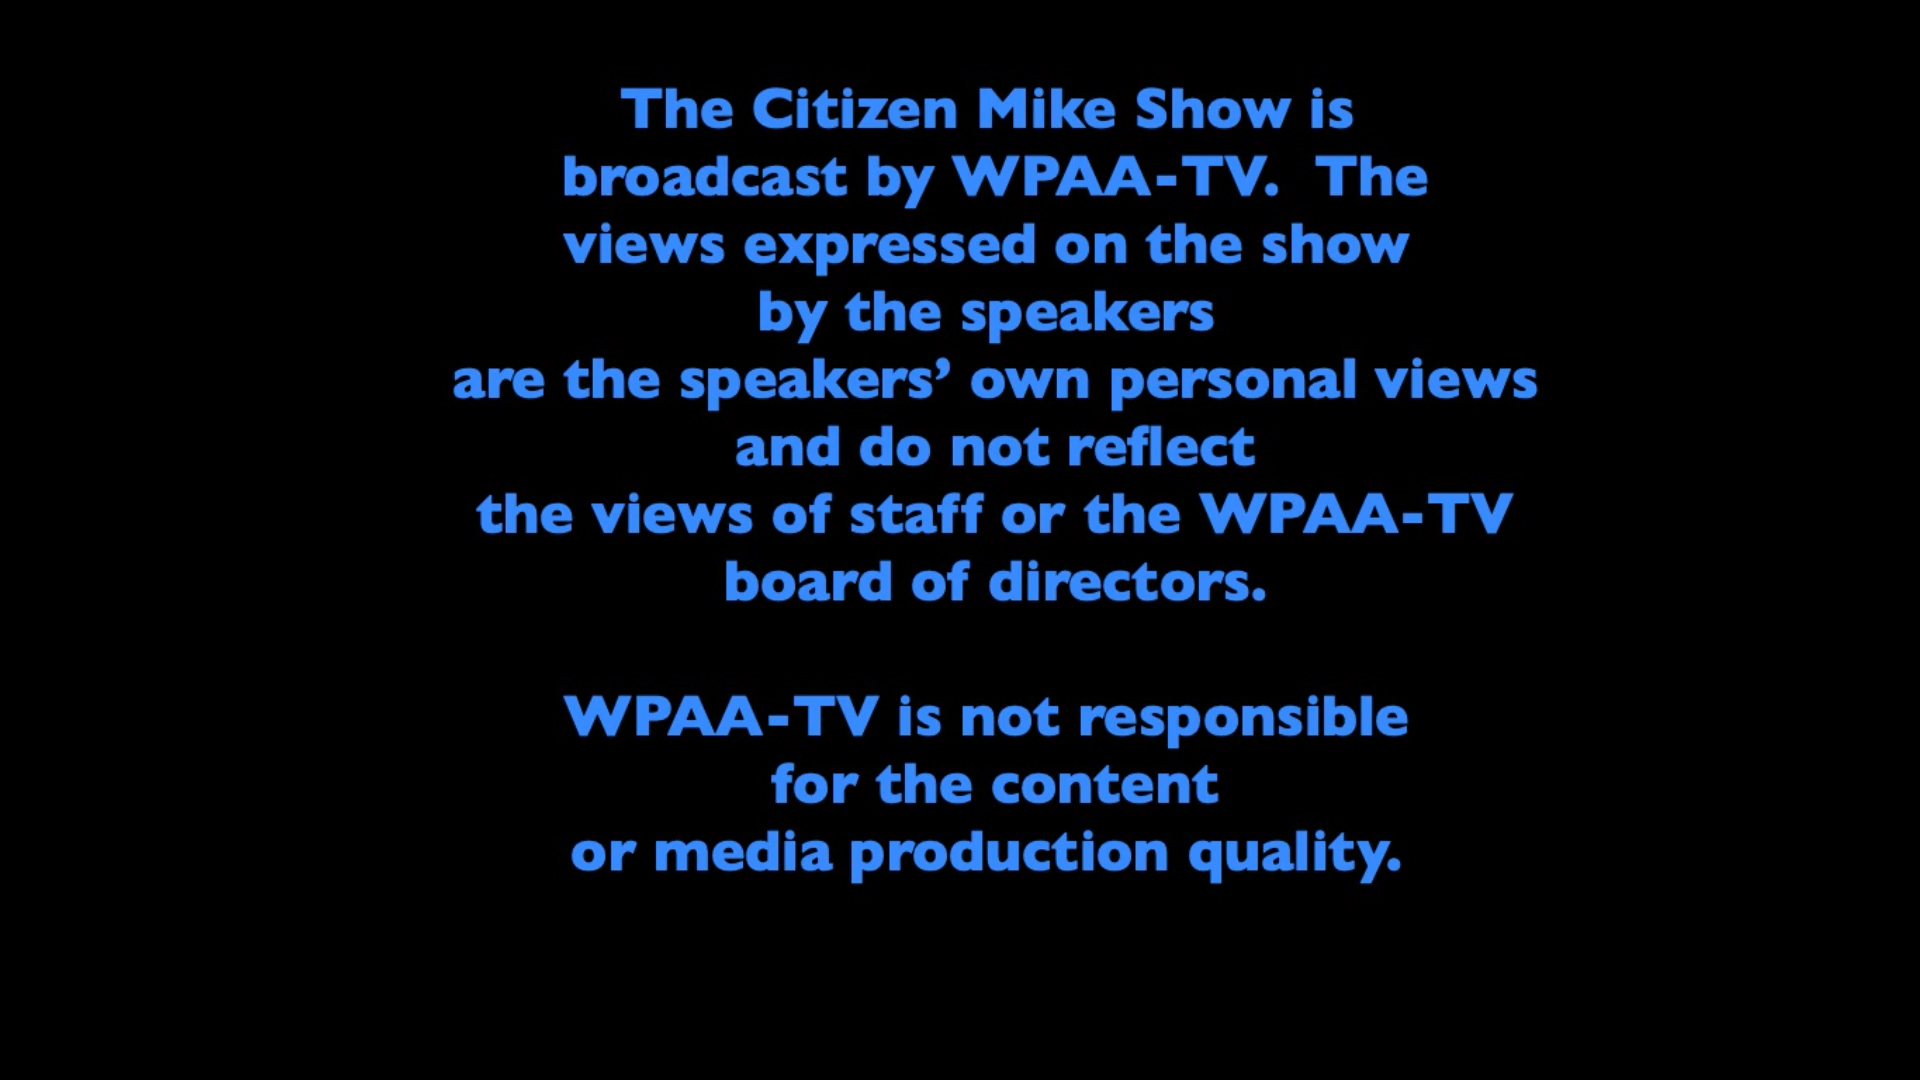 The Citizen Mike Show is
broadcast by WPAA-TV.  The
views expressed on the show
by the speakers
are the speakers’ own personal views
and do not reflect
the views of staff or the WPAA-TV
board of directors.

WPAA-TV is not responsible
for the content
or media production quality.